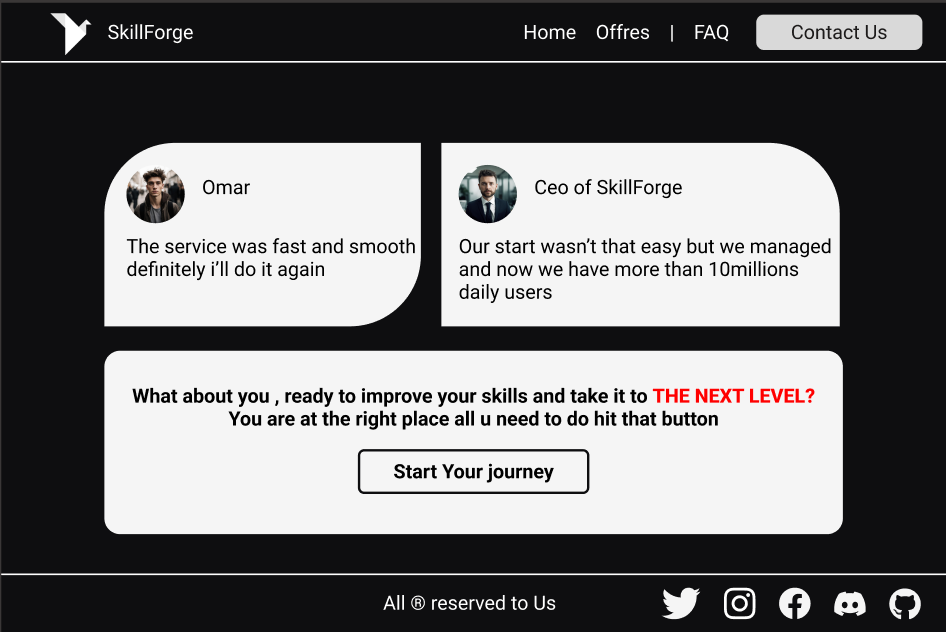 SkillForge
Home Offres | FAQ Contact Us
Omar
The service was fast and smooth
definitely i’ll do it again
Ceo of SkillForge
Our start wasn’t that easy but we managed
and now we have more than 10millions
daily users
What about you , ready to improve your skills and take it to THE NEXT LEVEL?
You are at the right place all u need to do hit that button
Start Your journey
All ® reserved to Us